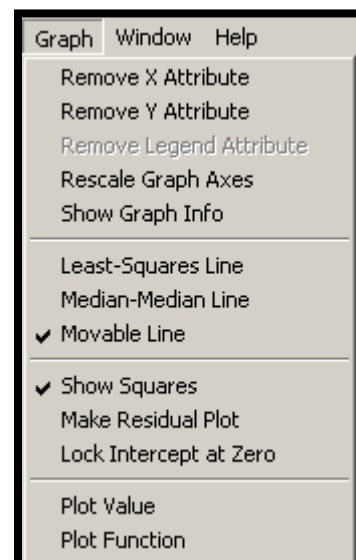 Graph Window Help
Remove X Attribute
Remove Y Attribute
Remove Legend Attribute
Rescale Graph Axes
Show Graph Info
Least-Squares Line
Median-Median Line
Movable Line
Show Squares
Make Residual Plot
Lock Intercept at Zero
Plot Value
Plot Function